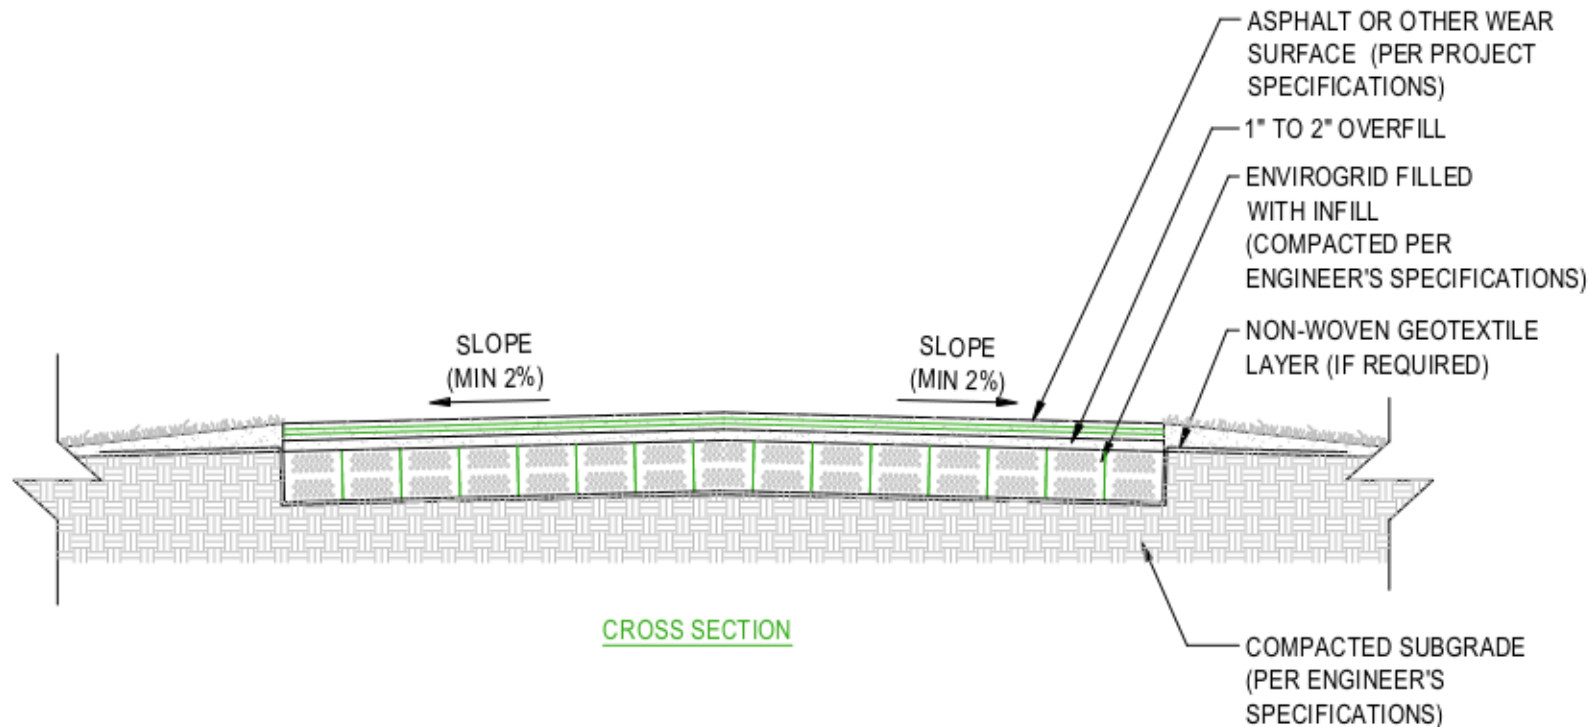 ASPHALT OR OTHER WEAR
SURFACE (PER PROJECT
SPECIFICATIONS)
1" TO 2" OVERFILL
ENVIROGRID FILLED
WITH INFILL
(COMPACTED PER
ENGINEER'S SPECIFICATIONS)
NON-WOVEN GEOTEXTILE
LAYER (IF REQUIRED)
SLOPE
(MIN 2%)
SLOPE
(MIN 2%)
CROSS SECTION
COMPACTED SUBGRADE
(PER ENGINEER'S
SPECIFICATIONS)